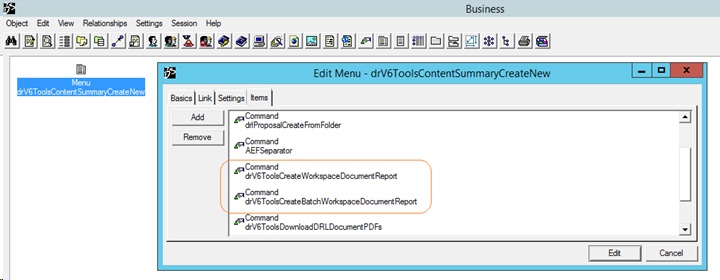 Business
Object Edit View Relationships Settings Session Help
Menu
drV6ToolsContentSummaryCreateNew
Edit Menu - drV6ToolsContentSummaryCreateNew
Basics Link Settings Items
Add
Remove
Command
drlProposalCreateFromFolder
Command
AEFSeparator
Command
drV6ToolsCreateWorkspaceDocumentReport
Command
drV6ToolsCreateBatchWorkspaceDocumentReport
Command
drV6ToolsDownloadDRLDocumentPDFs
Edit Cancel